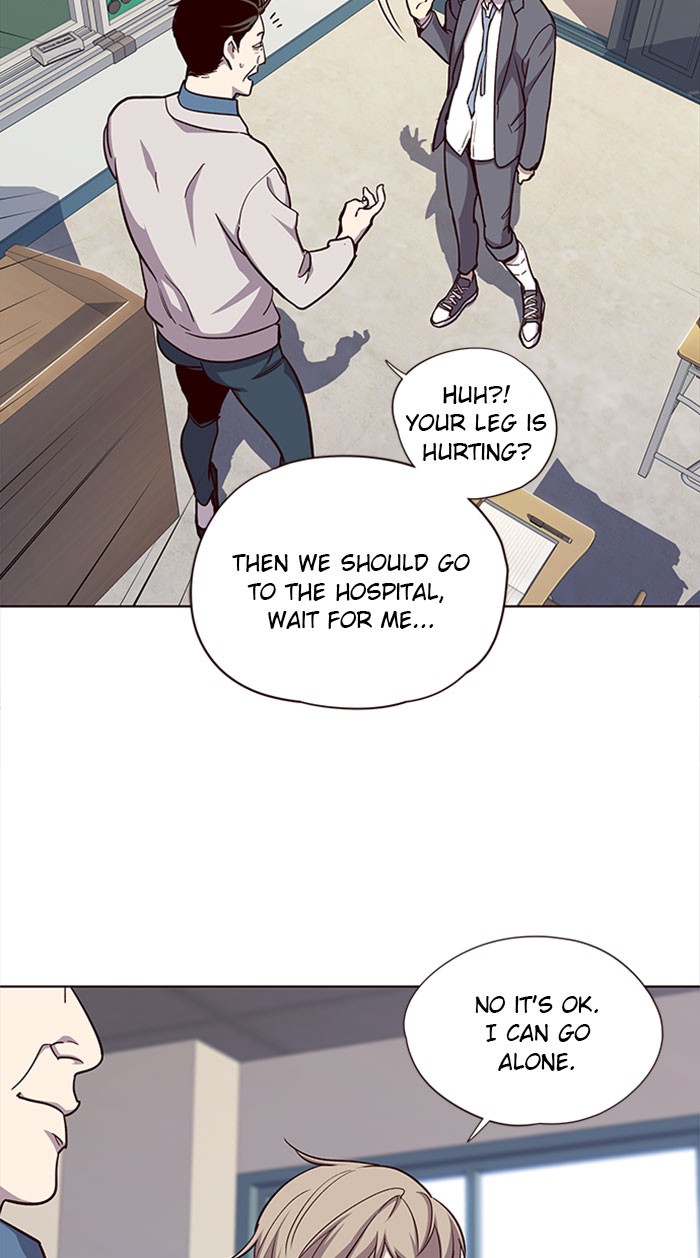 HUH?!
YOUR LEG IS
HURTING?
THEN WE SHOULD GO
TO THE HOSPITAL,
WAIT FOR ME...
NO IT'S OK.
I CAN GO
ALONE.